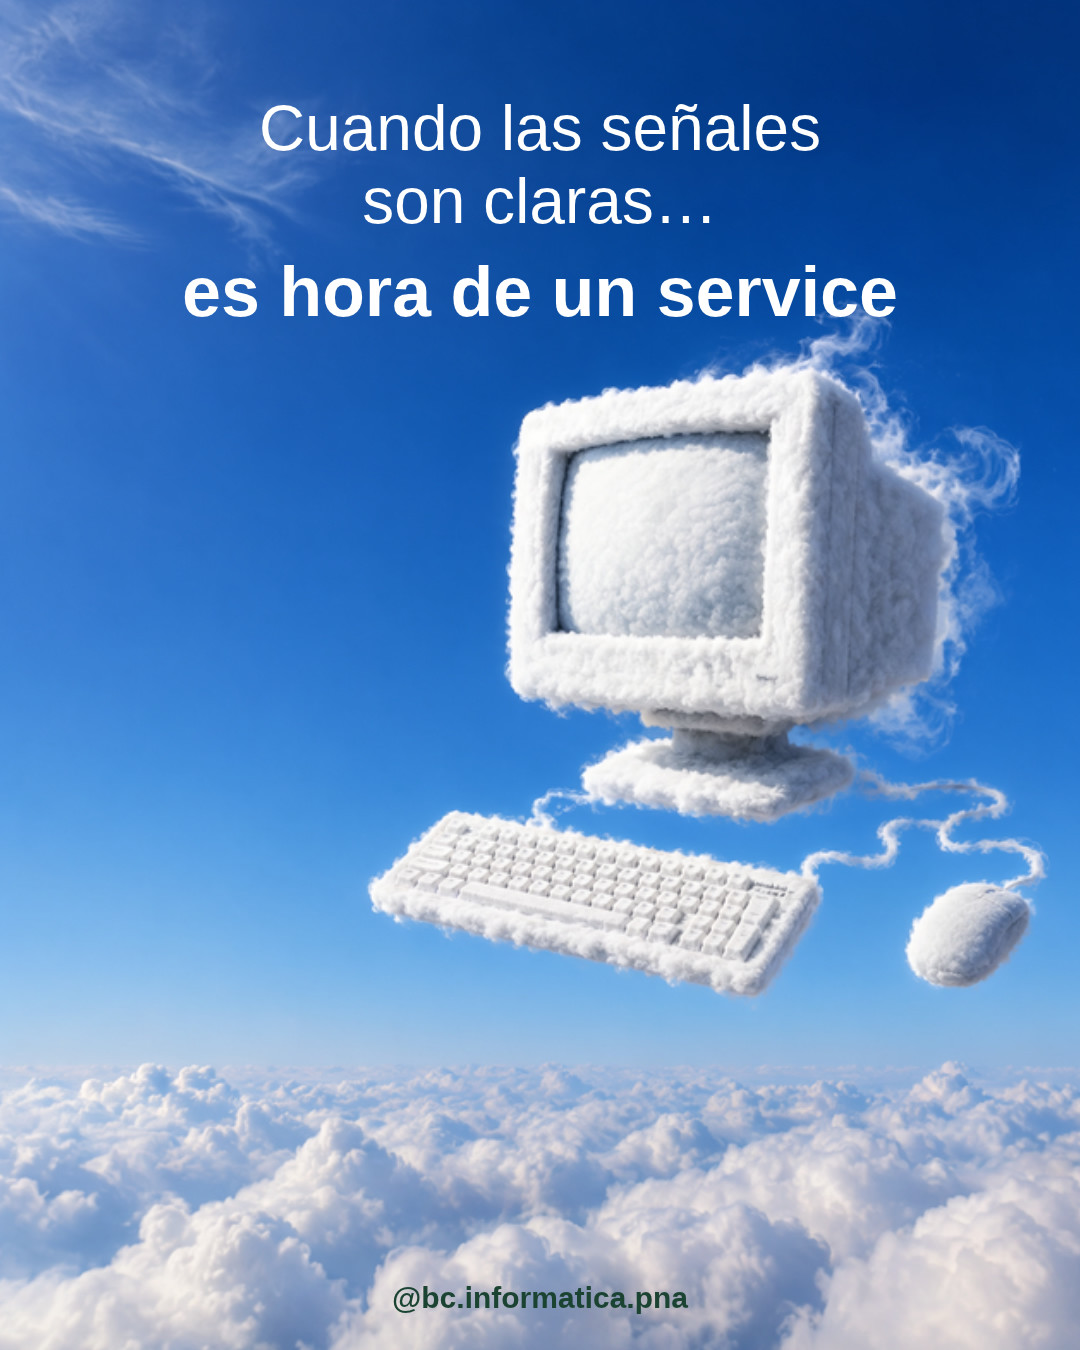 Cuando las señales
son claras…
es hora de un service
@bc.informatica.pna